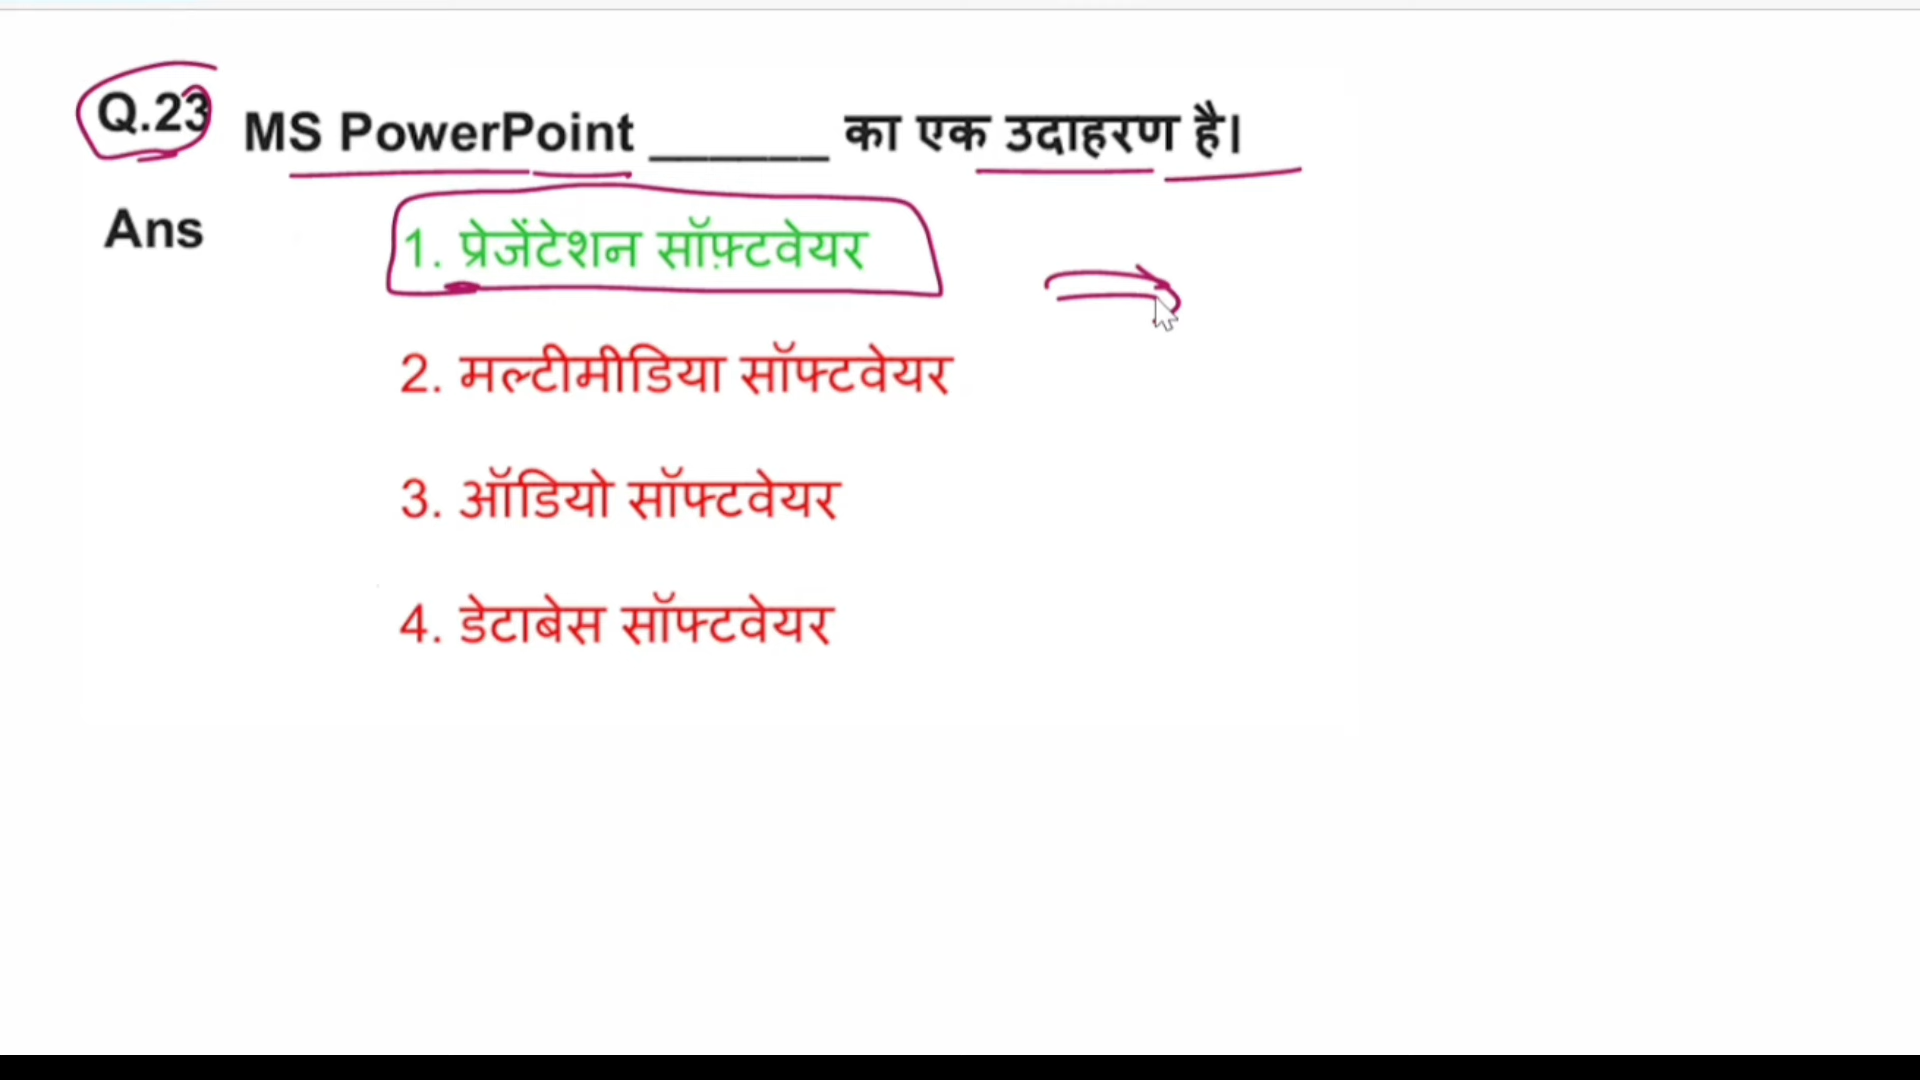 Q.23 MS PowerPoint ______ का एक उदाहरण है।
Ans 1. प्रेजेंटेशन सॉफ़्टवेयर
2. मल्टीमीडिया सॉफ्टवेयर
3. ऑडियो सॉफ्टवेयर
4. डेटाबेस सॉफ्टवेयर